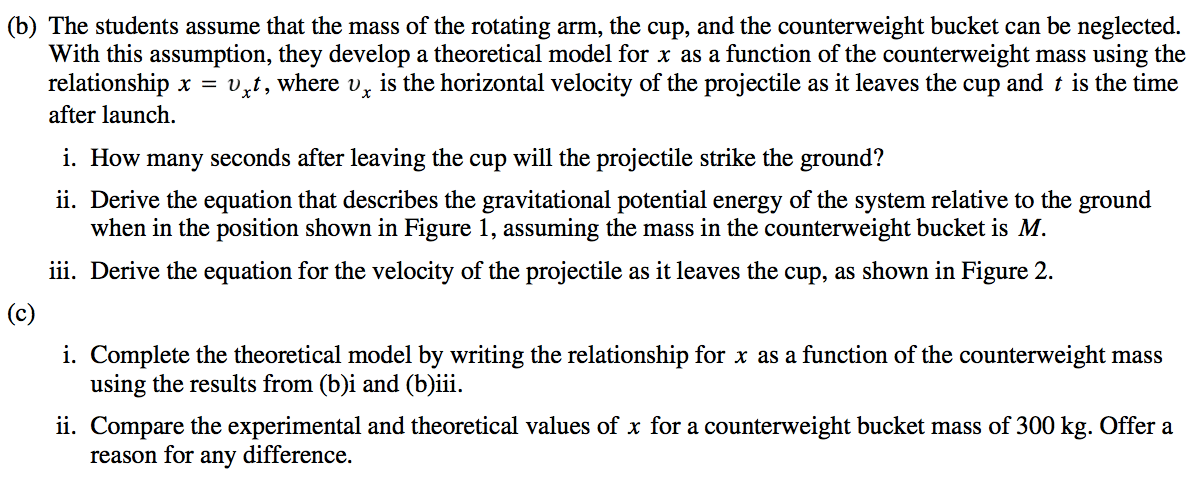 (b) The students assume that the mass of the rotating arm, the cup, and the counterweight bucket can be neglected.
With this assumption, they develop a theoretical model for x as a function of the counterweight mass using the
relationship x = υₓt, where υₓ is the horizontal velocity of the projectile as it leaves the cup and t is the time
after launch.
i. How many seconds after leaving the cup will the projectile strike the ground?
ii. Derive the equation that describes the gravitational potential energy of the system relative to the ground
when in the position shown in Figure 1, assuming the mass in the counterweight bucket is M.
iii. Derive the equation for the velocity of the projectile as it leaves the cup, as shown in Figure 2.
(c)
i. Complete the theoretical model by writing the relationship for x as a function of the counterweight mass
using the results from (b)i and (b)iii.
ii. Compare the experimental and theoretical values of x for a counterweight bucket mass of 300 kg. Offer a
reason for any difference.